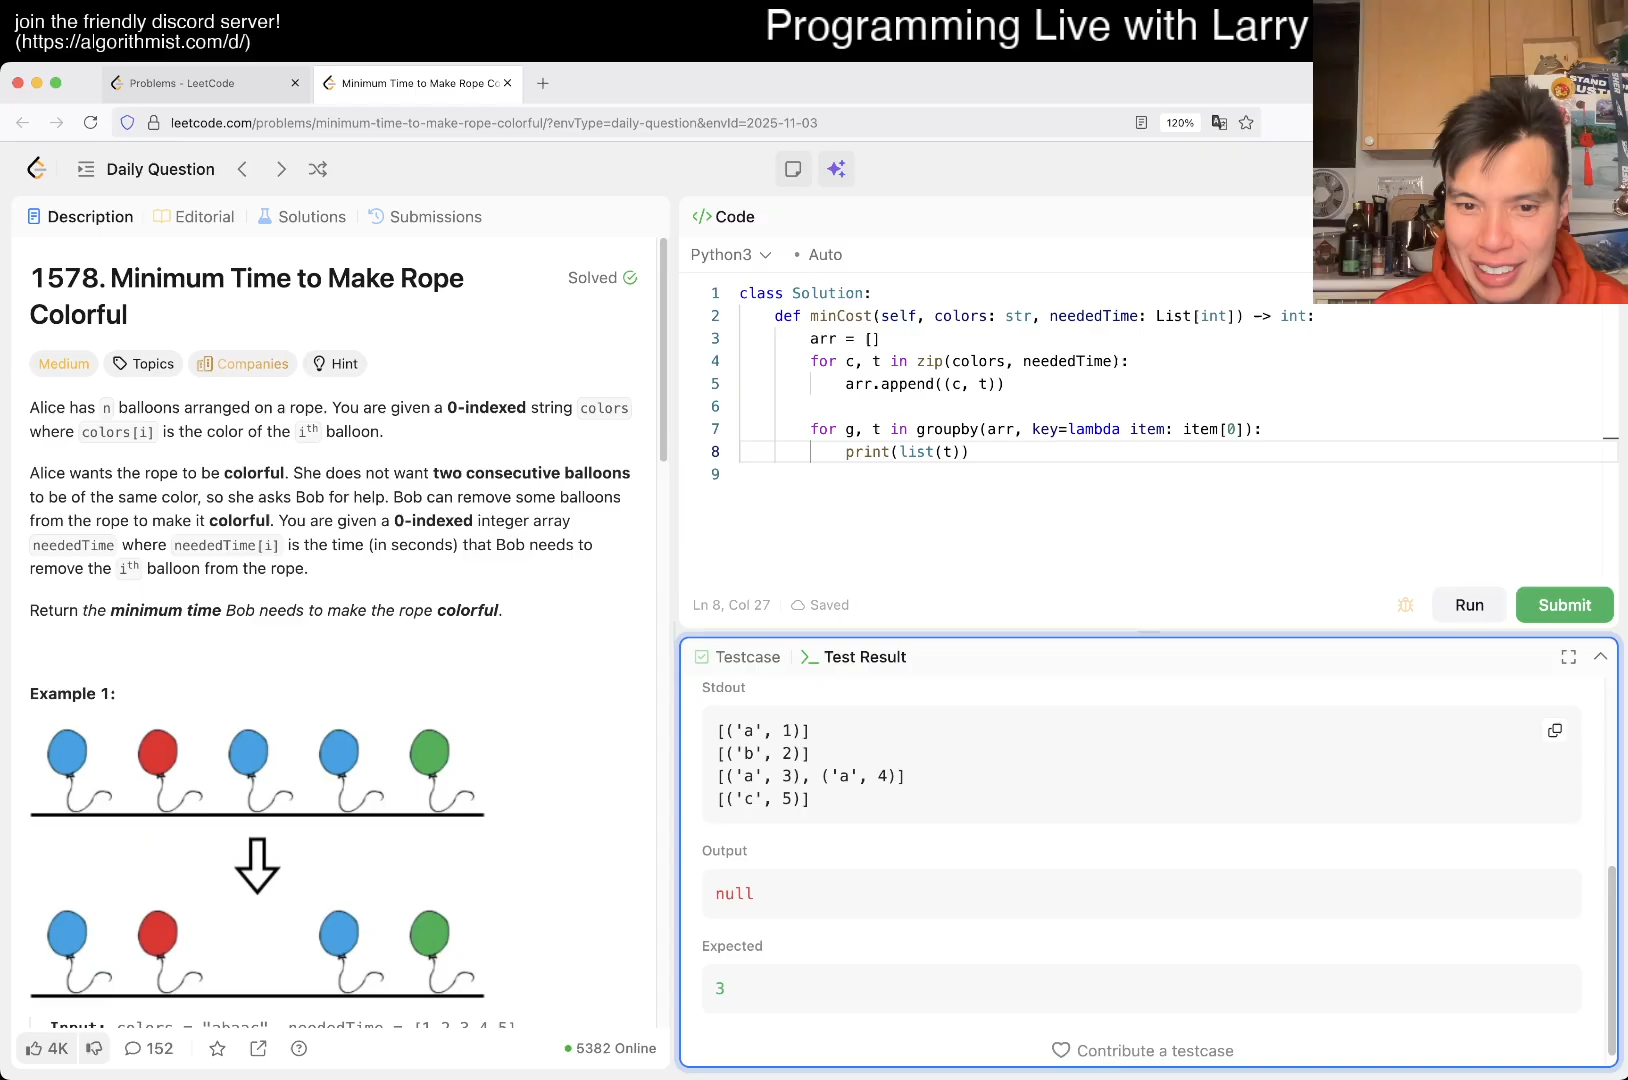 join the friendly discord server!
(https://algorithmist.com/d/)
Programming Live with Larry
Problems - LeetCode
Minimum Time to Make Rope Co
leetcode.com/problems/minimum-time-to-make-rope-colorful/?envType=daily-question&envId=2025-11-03
120%
Daily Question
Description
Editorial
Solutions
Submissions
1578. Minimum Time to Make Rope
Colorful
Solved
Medium
Topics
Companies
Hint
Alice has n balloons arranged on a rope. You are given a 0-indexed string colors
where colors[i] is the color of the ith balloon.
Alice wants the rope to be colorful. She does not want two consecutive balloons
to be of the same color, so she asks Bob for help. Bob can remove some balloons
from the rope to make it colorful. You are given a 0-indexed integer array
neededTime where neededTime[i] is the time (in seconds) that Bob needs to
remove the ith balloon from the rope.
Return the minimum time Bob needs to make the rope colorful.
Example 1:
Input: colors = "abaac", neededTime = [1,2,3,4,5]
4K
152
5382 Online
</> Code
Python3
• Auto
1 class Solution:
2 def minCost(self, colors: str, neededTime: List[int]) -> int:
3 arr = []
4 for c, t in zip(colors, neededTime):
5 arr.append((c, t))
6
7 for g, t in groupby(arr, key=lambda item: item[0]):
8 print(list(t))
9
Ln 8, Col 27
Saved
Run
Submit
Testcase
Test Result
Stdout
[('a', 1)]
[('b', 2)]
[('a', 3), ('a', 4)]
[('c', 5)]
Output
null
Expected
3
Contribute a testcase